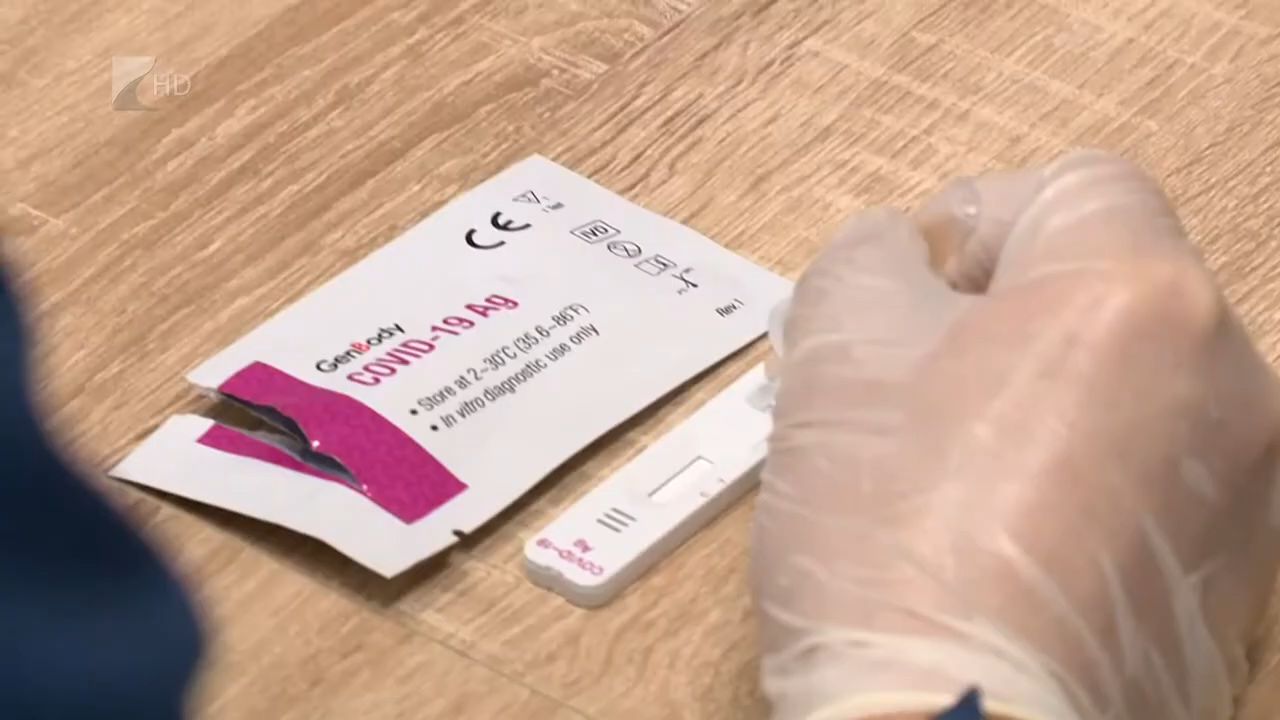 HD
CE
IVD
GenBody
COVID-19 Ag
• Store at 2~30°C (35.6~86°F)
• In vitro diagnostic use only
Rev.1
COVID-19
Ag